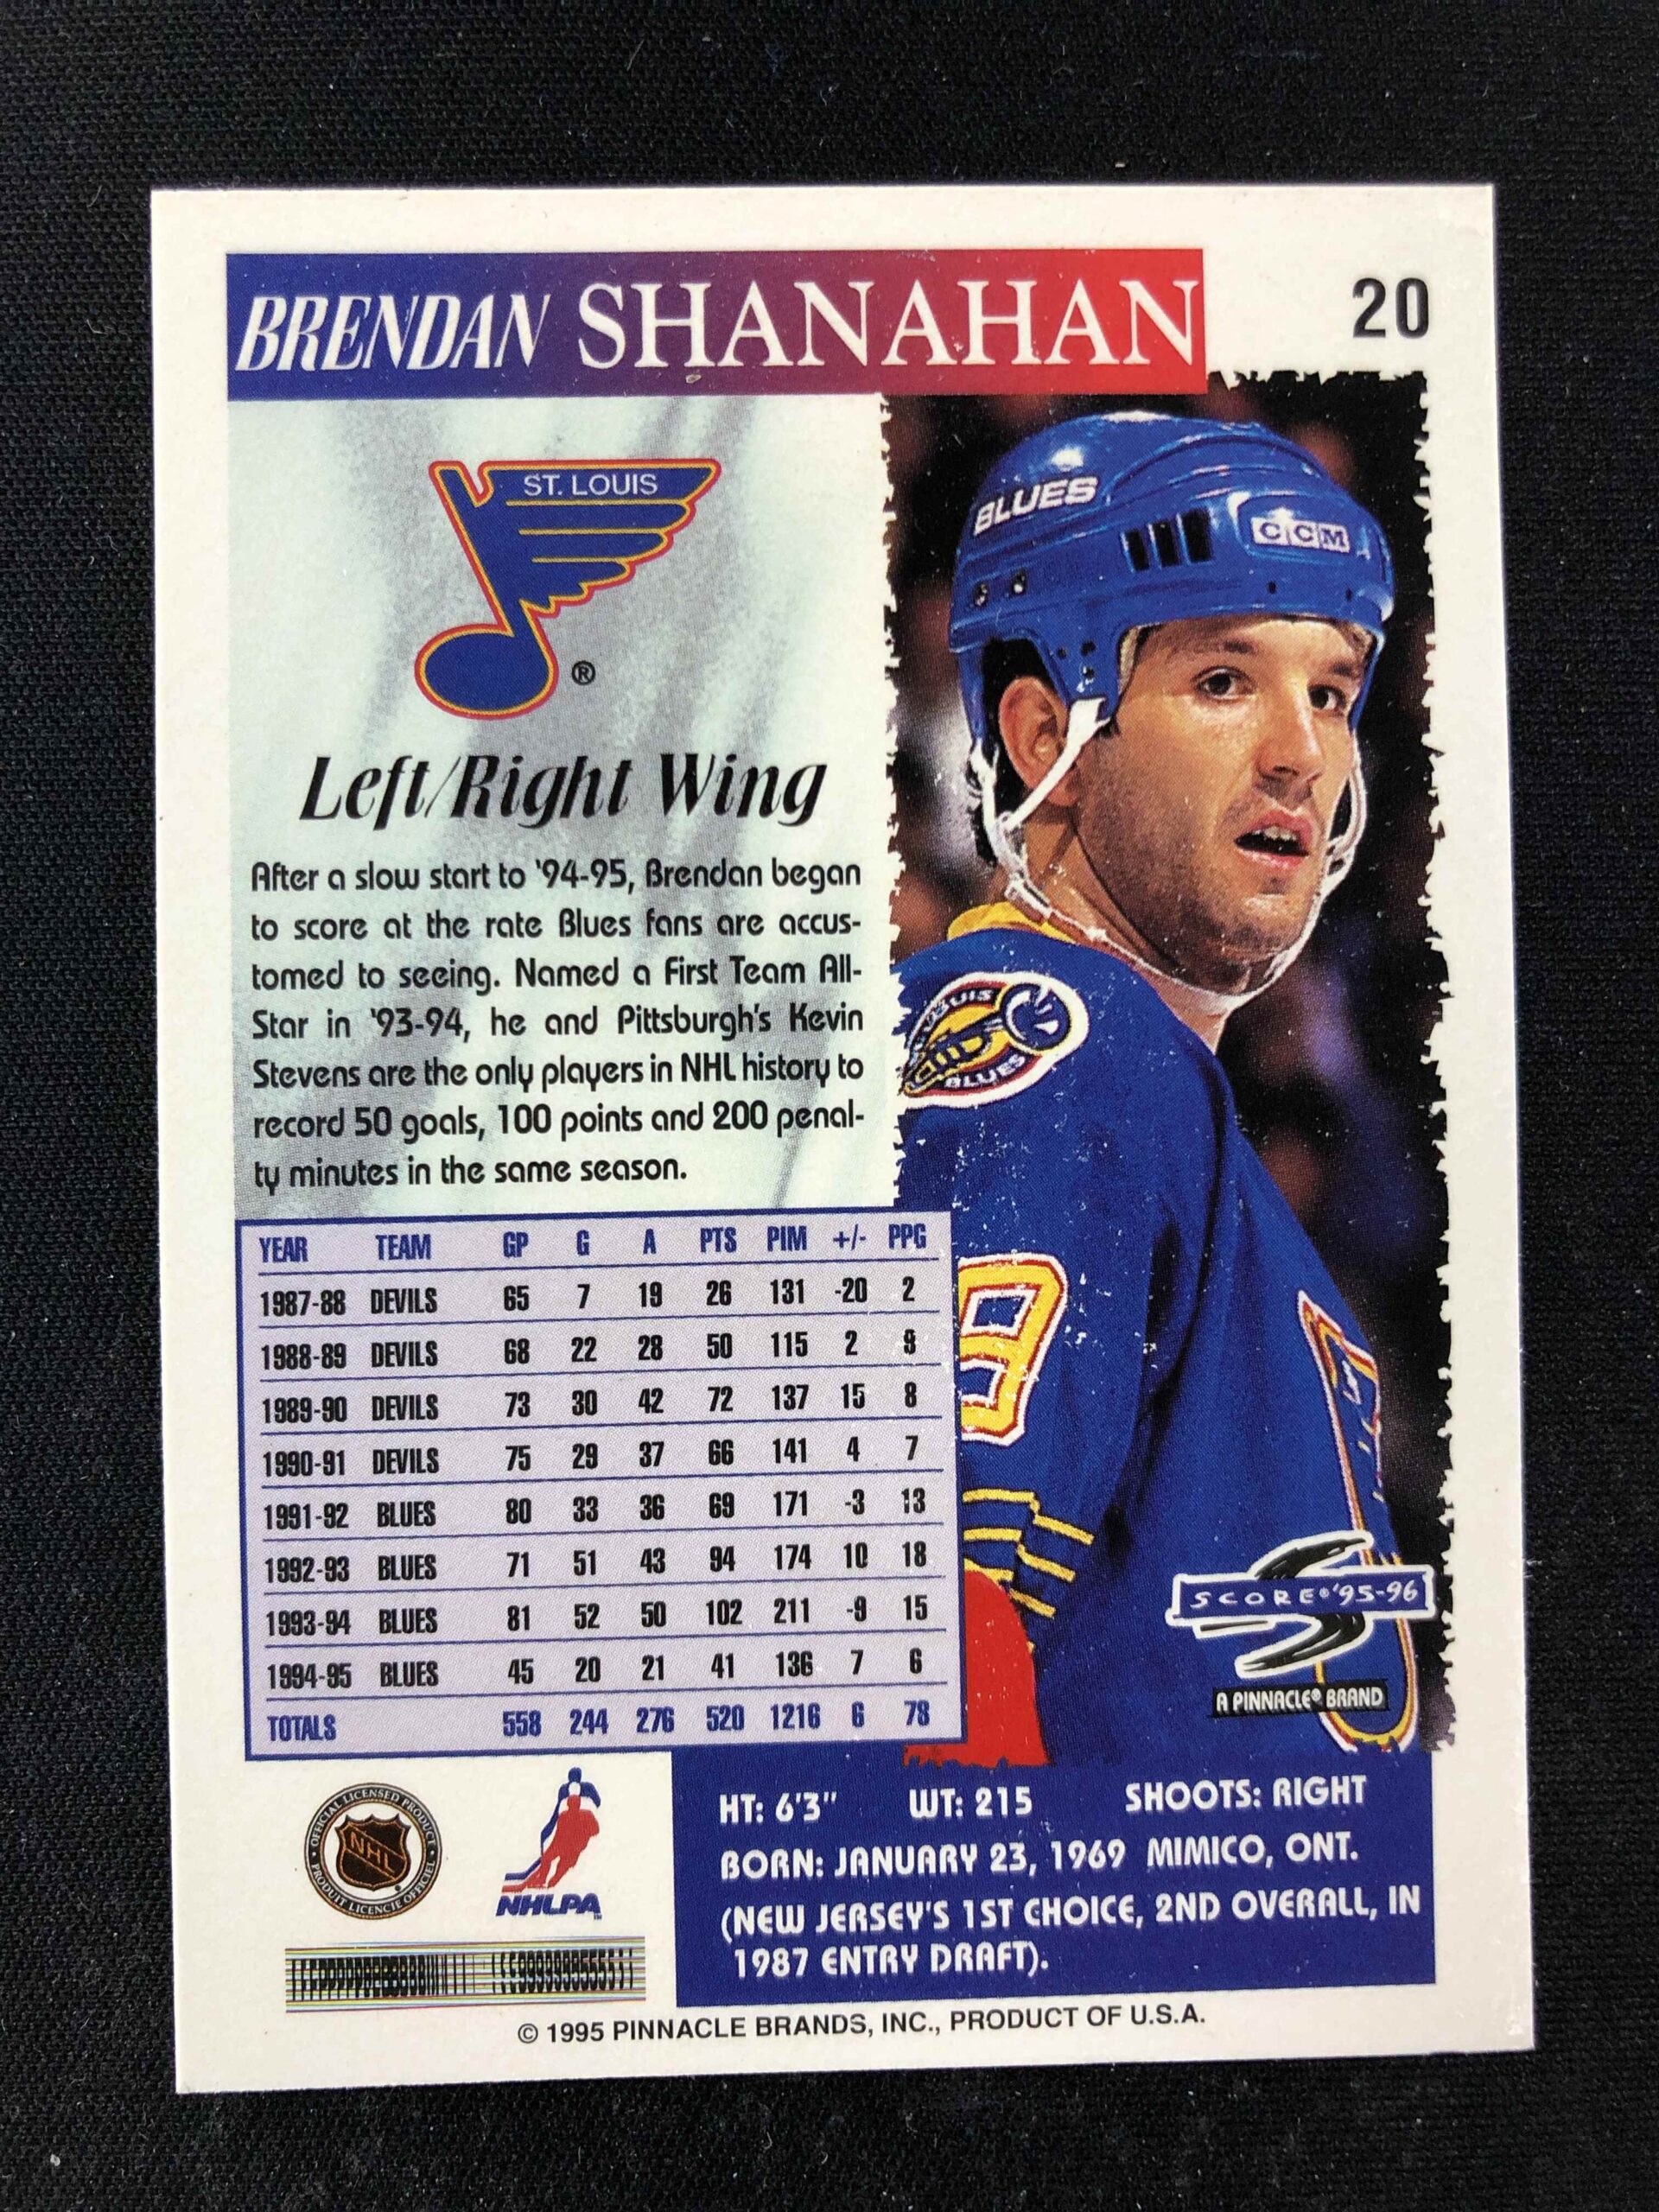 BRENDAN SHANAHAN
20
ST. LOUIS
®
BLUES
CCM
Left/Right Wing
After a slow start to '94-95, Brendan began
to score at the rate Blues fans are accus-
tomed to seeing. Named a First Team All-
Star in '93-94, he and Pittsburgh's Kevin
Stevens are the only players in NHL history to
record 50 goals, 100 points and 200 penal-
ty minutes in the same season.
BLUES
9
YEAR TEAM GP G A PTS PIM +/- PPG
1987-88 DEVILS 65 7 19 26 131 -20 2
1988-89 DEVILS 68 22 28 50 115 2 9
1989-90 DEVILS 73 30 42 72 137 15 8
1990-91 DEVILS 75 29 37 66 141 4 7
1991-92 BLUES 80 33 36 69 171 -3 13
1992-93 BLUES 71 51 43 94 174 10 18
1993-94 BLUES 81 52 50 102 211 -9 15
1994-95 BLUES 45 20 21 41 136 7 6
TOTALS 558 244 276 520 1216 6 78
SCORE® '95-96
A PINNACLE® BRAND
OFFICIAL LICENSED PRODUCT
NHL
PRODUIT LICENCIE OFFICIEL
NHLPA
TM
HT: 6'3" WT: 215 SHOOTS: RIGHT
BORN: JANUARY 23, 1969 MIMICO, ONT.
(NEW JERSEY'S 1ST CHOICE, 2ND OVERALL, IN
1987 ENTRY DRAFT).
© 1995 PINNACLE BRANDS, INC., PRODUCT OF U.S.A.